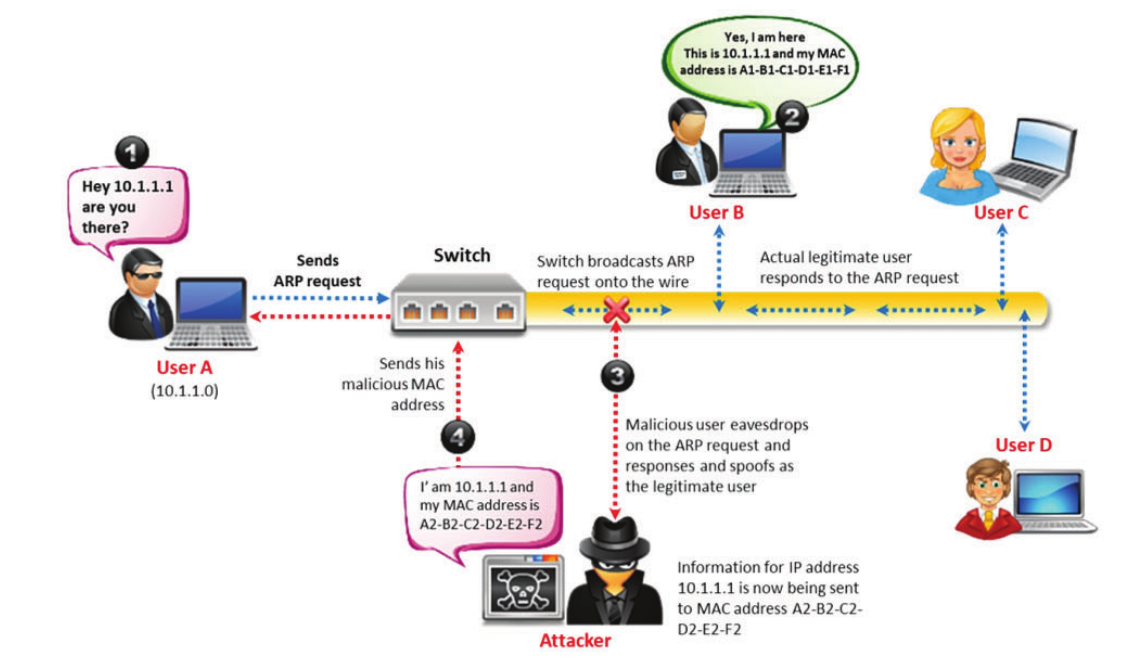 1
Hey 10.1.1.1
are you
there?
User A
(10.1.1.0)
Sends
ARP request
Switch
Switch broadcasts ARP
request onto the wire
Yes, I am here
This is 10.1.1.1 and my MAC
address is A1-B1-C1-D1-E1-F1
2
User B
Actual legitimate user
responds to the ARP request
User C
User D
3
Malicious user eavesdrops
on the ARP request and
responses and spoofs as
the legitimate user
Sends his
malicious MAC
address
4
I' am 10.1.1.1 and
my MAC address is
A2-B2-C2-D2-E2-F2
Attacker
Information for IP address
10.1.1.1 is now being sent
to MAC address A2-B2-C2-
D2-E2-F2